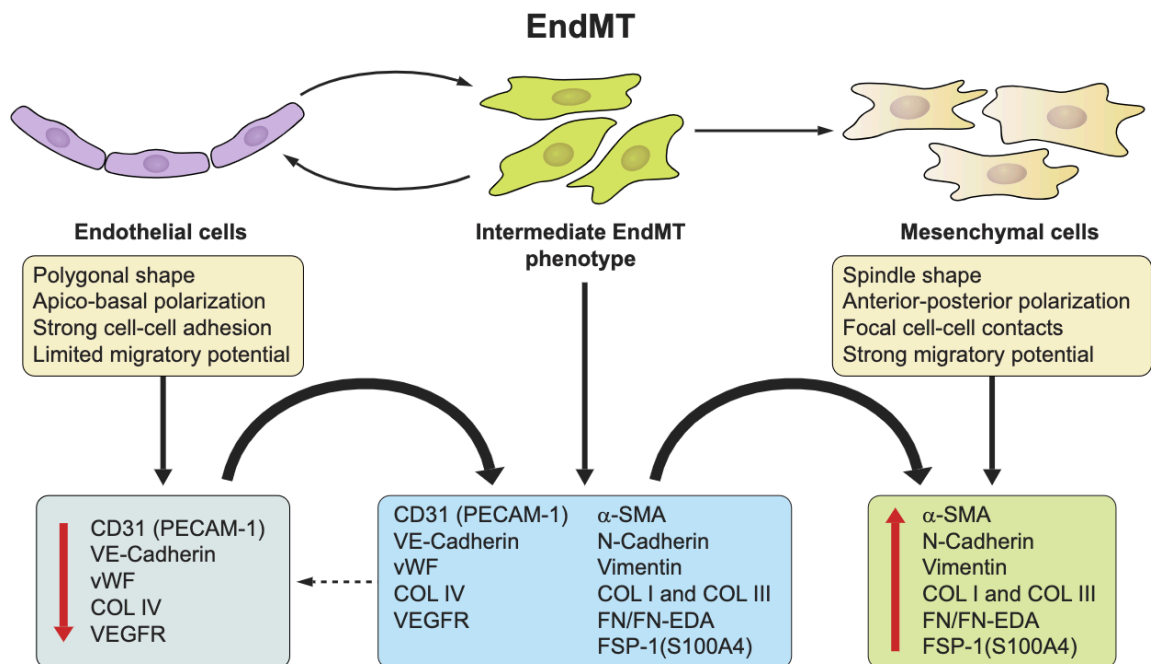 EndMT
Endothelial cells
Intermediate EndMT
phenotype
Mesenchymal cells
Polygonal shape
Apico-basal polarization
Strong cell-cell adhesion
Limited migratory potential
Spindle shape
Anterior-posterior polarization
Focal cell-cell contacts
Strong migratory potential
CD31 (PECAM-1)
VE-Cadherin
vWF
COL IV
VEGFR
CD31 (PECAM-1)
VE-Cadherin
vWF
COL IV
VEGFR
α-SMA
N-Cadherin
Vimentin
COL I and COL III
FN/FN-EDA
FSP-1(S100A4)
α-SMA
N-Cadherin
Vimentin
COL I and COL III
FN/FN-EDA
FSP-1(S100A4)